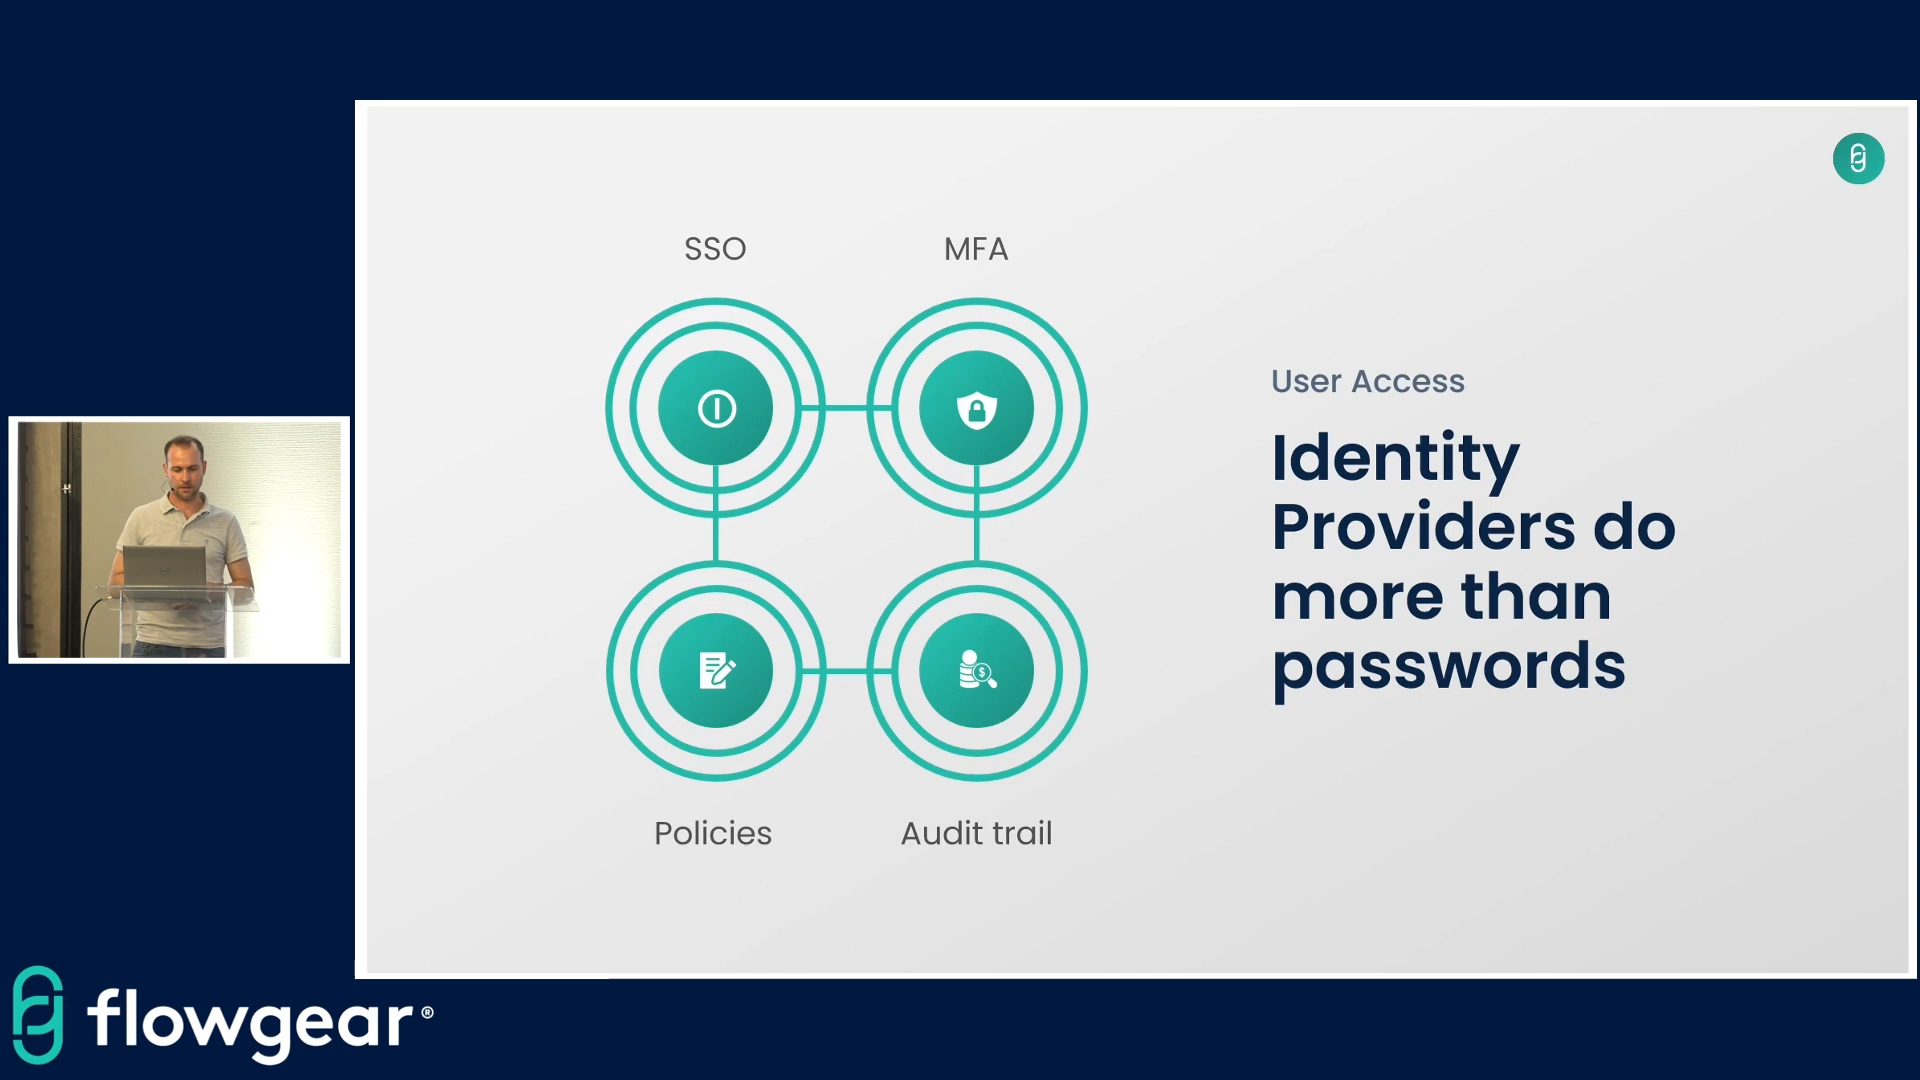 SSO
MFA
User Access
Identity
Providers do
more than
passwords
Policies
Audit trail
flowgear®